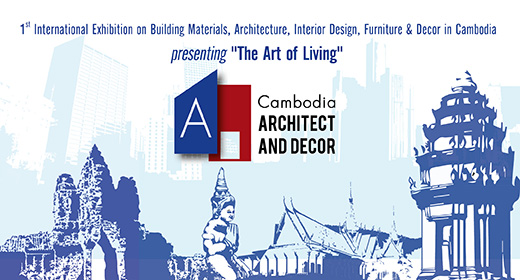 1st International Exhibition on Building Materials, Architecture, Interior Design, Furniture & Decor in Cambodia
presenting "The Art of Living"
A
Cambodia
ARCHITECT
AND DECOR